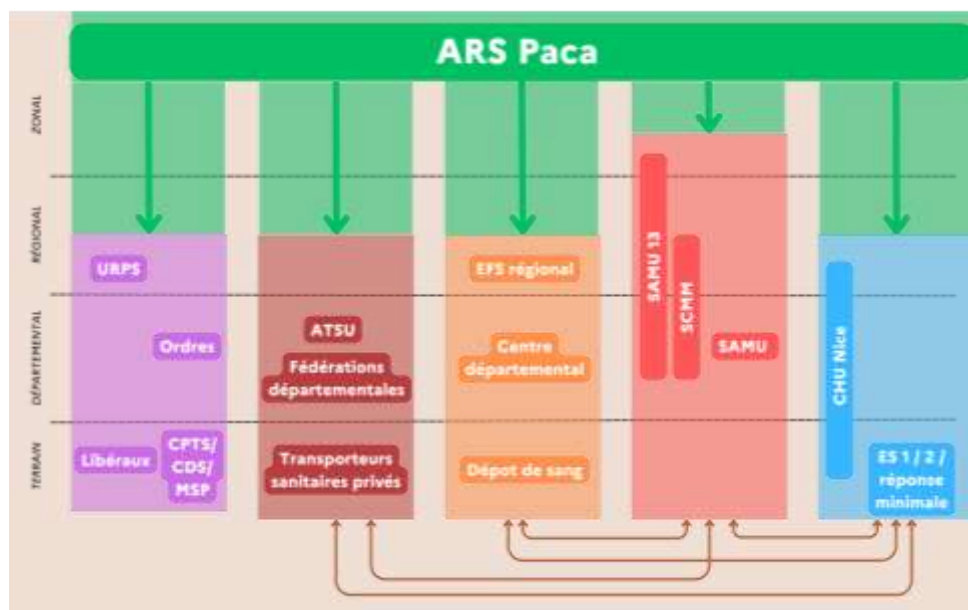 ARS Paca
ZONAL
RÉGIONAL
DÉPARTEMENTAL
TERRAIN
URPS
Ordres
Libéraux
CPTS/
CDS/
MSP
ATSU
Fédérations
départementales
Transporteurs
sanitaires privés
EFS régional
Centre
départemental
Dépot de sang
SAMU 13
SCMM
SAMU
CHU Nice
ES 1 / 2 /
réponse
minimale